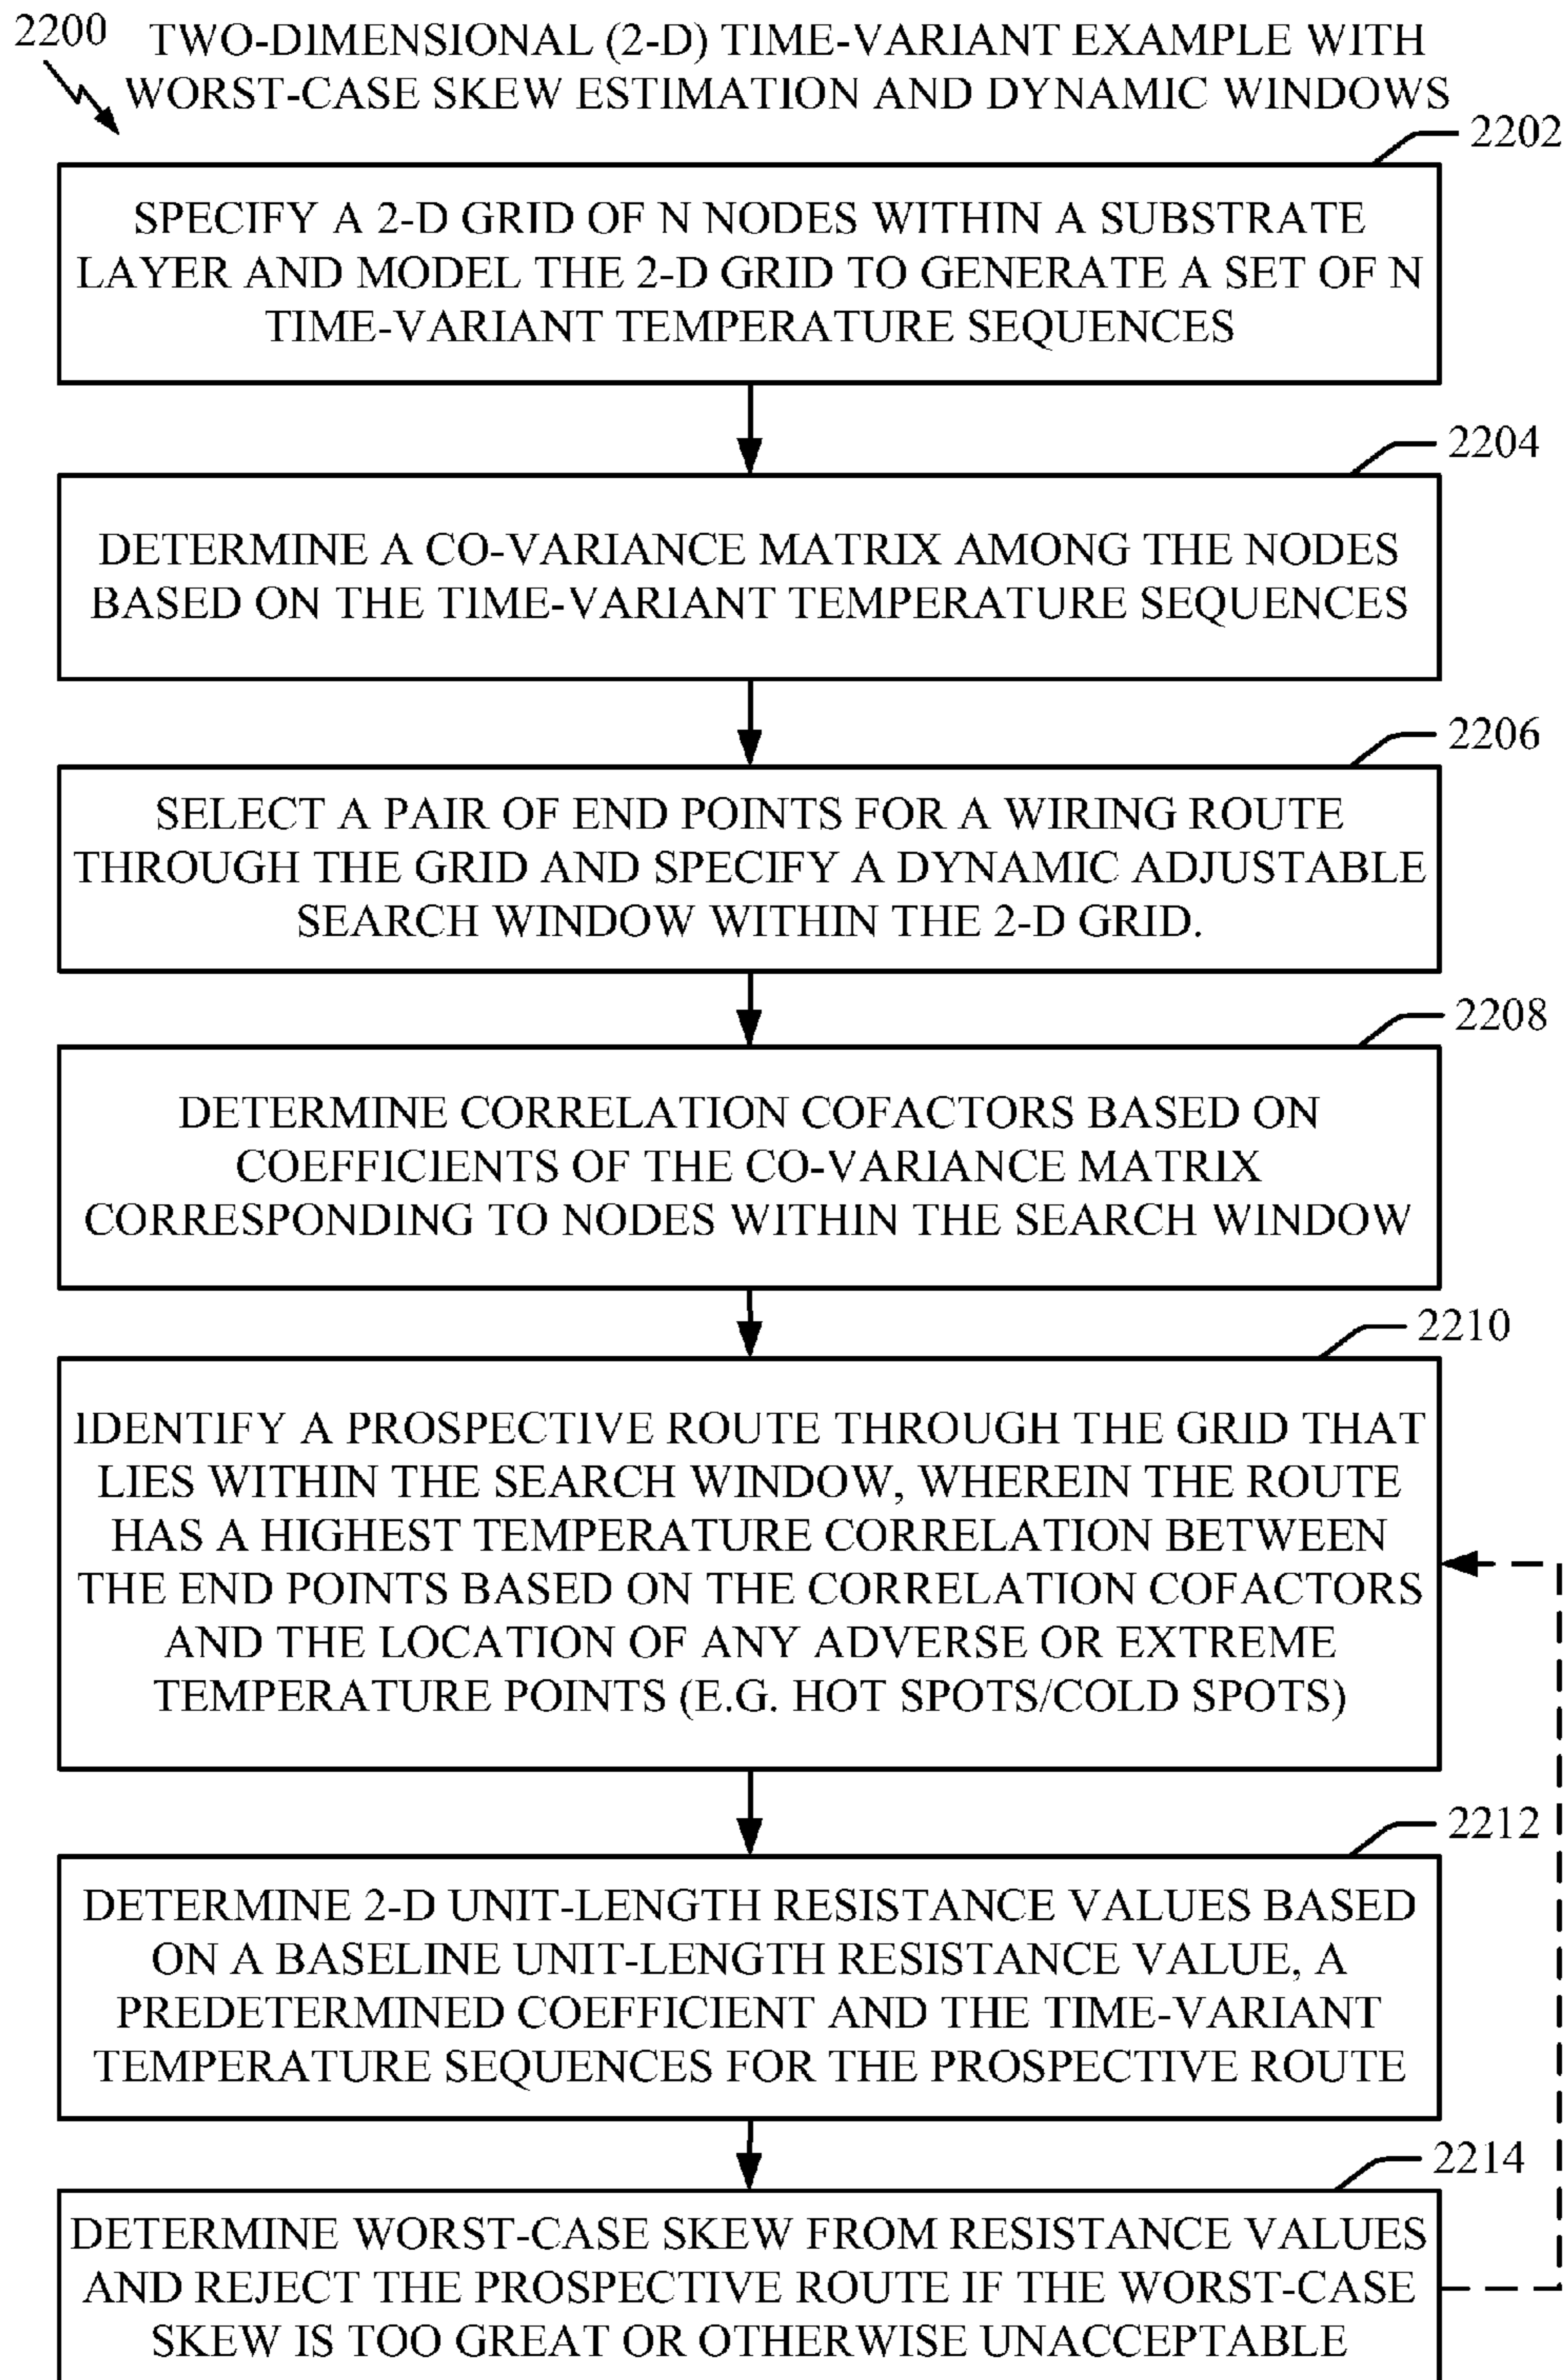 2200
TWO-DIMENSIONAL (2-D) TIME-VARIANT EXAMPLE WITH
WORST-CASE SKEW ESTIMATION AND DYNAMIC WINDOWS
2202
SPECIFY A 2-D GRID OF N NODES WITHIN A SUBSTRATE
LAYER AND MODEL THE 2-D GRID TO GENERATE A SET OF N
TIME-VARIANT TEMPERATURE SEQUENCES
2204
DETERMINE A CO-VARIANCE MATRIX AMONG THE NODES
BASED ON THE TIME-VARIANT TEMPERATURE SEQUENCES
2206
SELECT A PAIR OF END POINTS FOR A WIRING ROUTE
THROUGH THE GRID AND SPECIFY A DYNAMIC ADJUSTABLE
SEARCH WINDOW WITHIN THE 2-D GRID.
2208
DETERMINE CORRELATION COFACTORS BASED ON
COEFFICIENTS OF THE CO-VARIANCE MATRIX
CORRESPONDING TO NODES WITHIN THE SEARCH WINDOW
2210
IDENTIFY A PROSPECTIVE ROUTE THROUGH THE GRID THAT
LIES WITHIN THE SEARCH WINDOW, WHEREIN THE ROUTE
HAS A HIGHEST TEMPERATURE CORRELATION BETWEEN
THE END POINTS BASED ON THE CORRELATION COFACTORS
AND THE LOCATION OF ANY ADVERSE OR EXTREME
TEMPERATURE POINTS (E.G. HOT SPOTS/COLD SPOTS)
2212
DETERMINE 2-D UNIT-LENGTH RESISTANCE VALUES BASED
ON A BASELINE UNIT-LENGTH RESISTANCE VALUE, A
PREDETERMINED COEFFICIENT AND THE TIME-VARIANT
TEMPERATURE SEQUENCES FOR THE PROSPECTIVE ROUTE
2214
DETERMINE WORST-CASE SKEW FROM RESISTANCE VALUES
AND REJECT THE PROSPECTIVE ROUTE IF THE WORST-CASE
SKEW IS TOO GREAT OR OTHERWISE UNACCEPTABLE